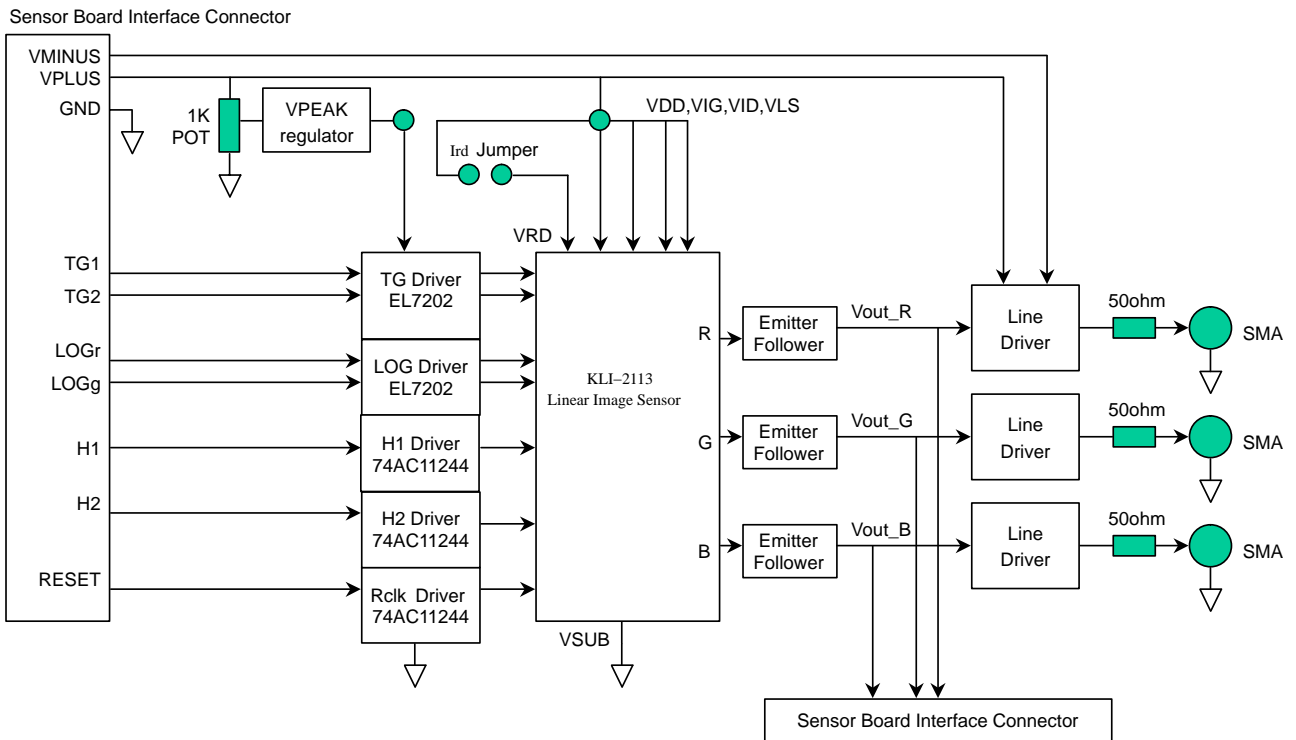 Sensor Board Interface Connector
VMINUS
VPLUS
GND
1K
POT
VPEAK
regulator
Ird Jumper
VDD,VIG,VID,VLS
VRD
TG1
TG2
LOGr
LOGg
H1
H2
RESET
TG Driver
EL7202
LOG Driver
EL7202
H1 Driver
74AC11244
H2 Driver
74AC11244
Rclk Driver
74AC11244
KLI–2113
Linear Image Sensor
R
G
B
VSUB
Emitter
Follower
Vout_R
Line
Driver
50ohm
SMA
Emitter
Follower
Vout_G
Line
Driver
50ohm
SMA
Emitter
Follower
Vout_B
Line
Driver
50ohm
SMA
Sensor Board Interface Connector